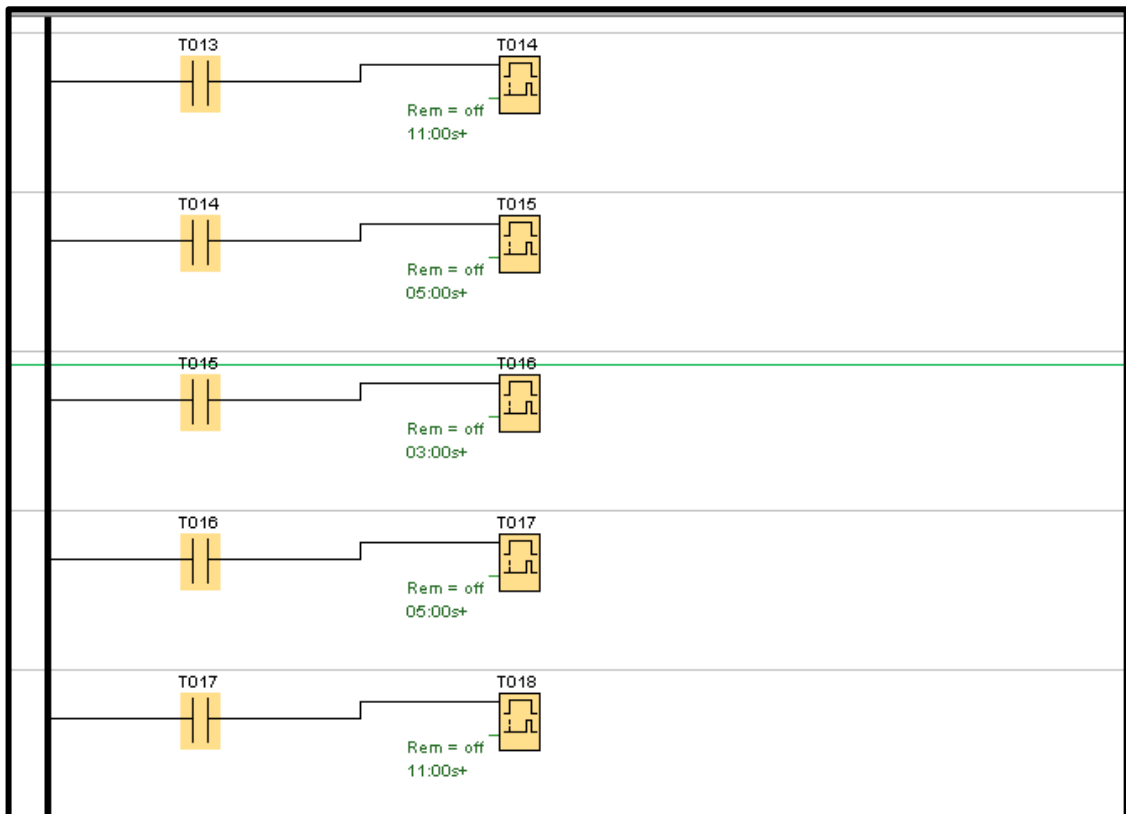 T013 T014
Rem = off
11:00s+
T014 T015
Rem = off
05:00s+
T015 T016
Rem = off
03:00s+
T016 T017
Rem = off
05:00s+
T017 T018
Rem = off
11:00s+